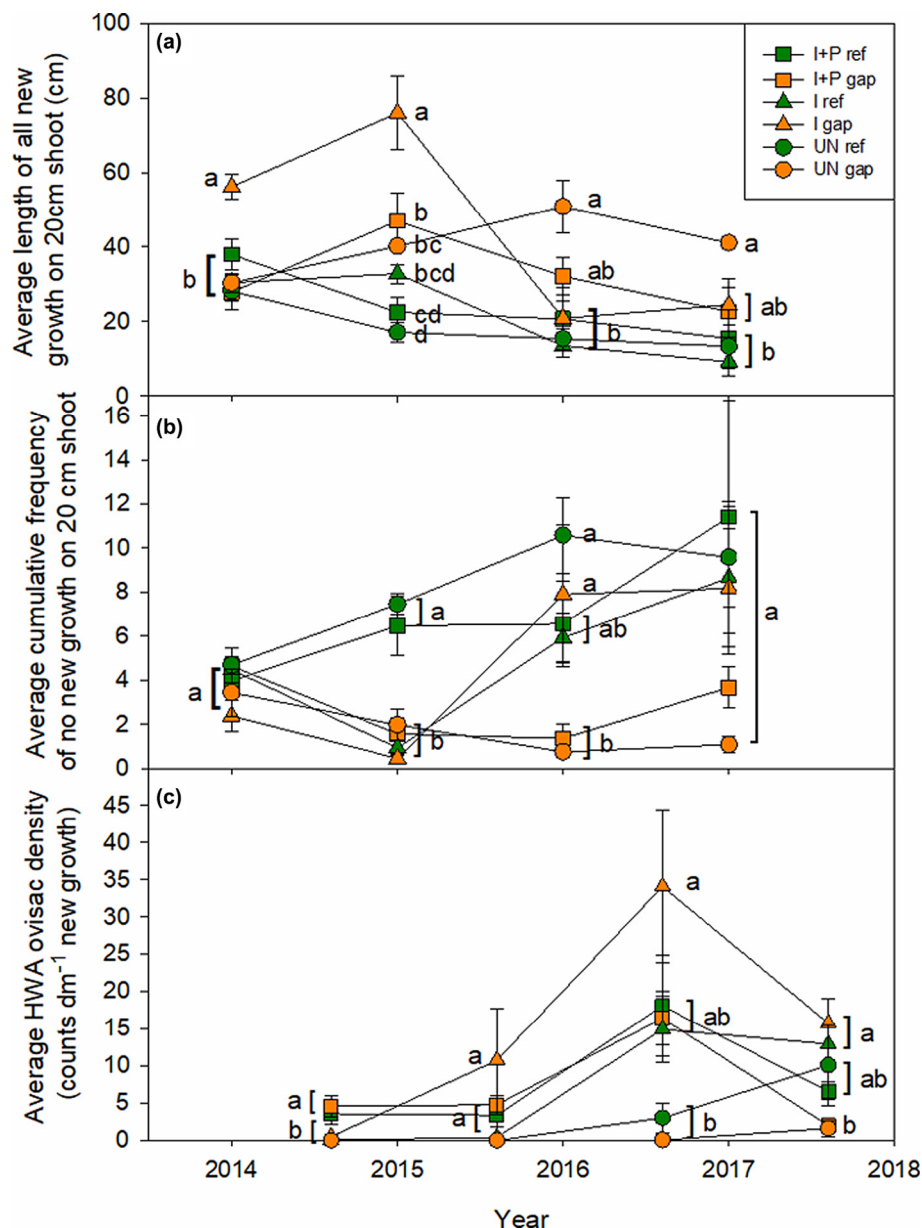 100
(a)
I+P ref
I+P gap
I ref
I gap
UN ref
UN gap
80
60
40
20
0
Average length of all new
growth on 20cm shoot (cm)
a
a
b
a
bc
a
ab
b
bcd
cd
ab
b
b
d
(b)
16
14
12
10
8
6
4
2
0
Average cumulative frequency
of no new growth on 20 cm shoot
a
a
a
ab
a
a
b
b
(c)
45
40
35
30
25
20
15
10
5
0
Average HWA ovisac density
(counts dm-1 new growth)
a
ab
a
a
ab
a
a
b
b
b
2014
2015
2016
2017
2018
Year